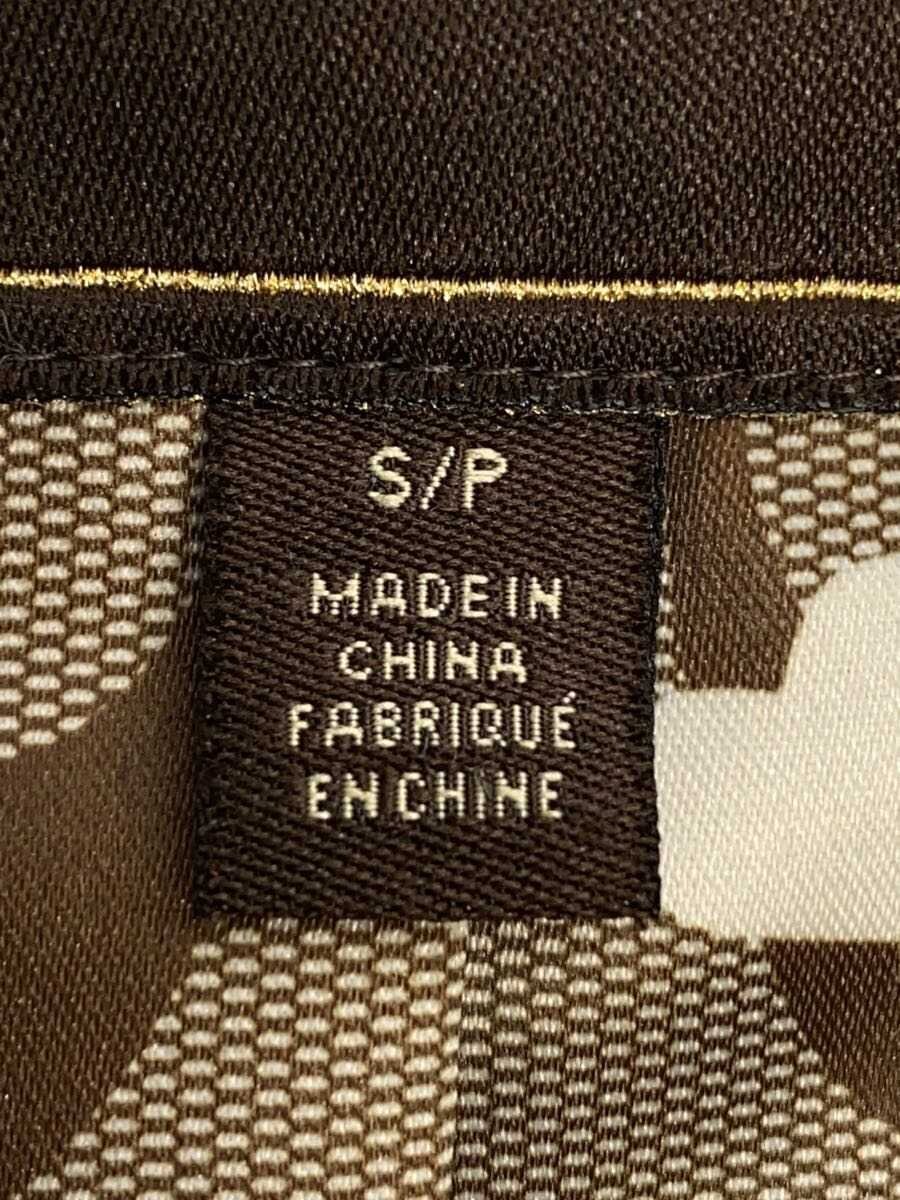 S/P
MADE IN
CHINA
FABRIQUÉ
EN CHINE